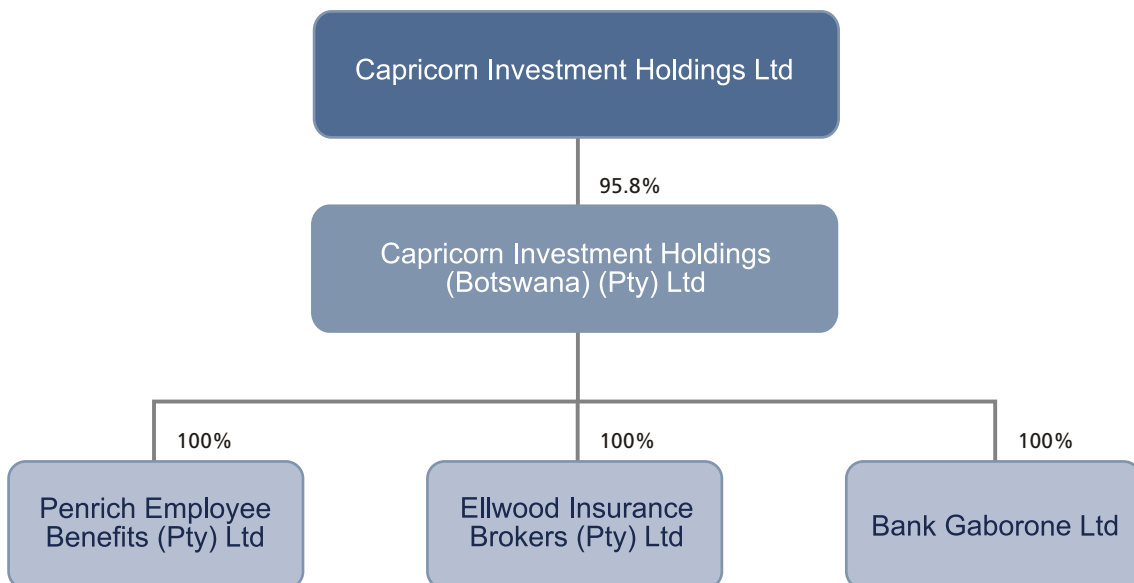 Capricorn Investment Holdings Ltd
95.8%
Capricorn Investment Holdings
(Botswana) (Pty) Ltd
100%
100%
100%
Penrich Employee
Benefits (Pty) Ltd
Ellwood Insurance
Brokers (Pty) Ltd
Bank Gaborone Ltd